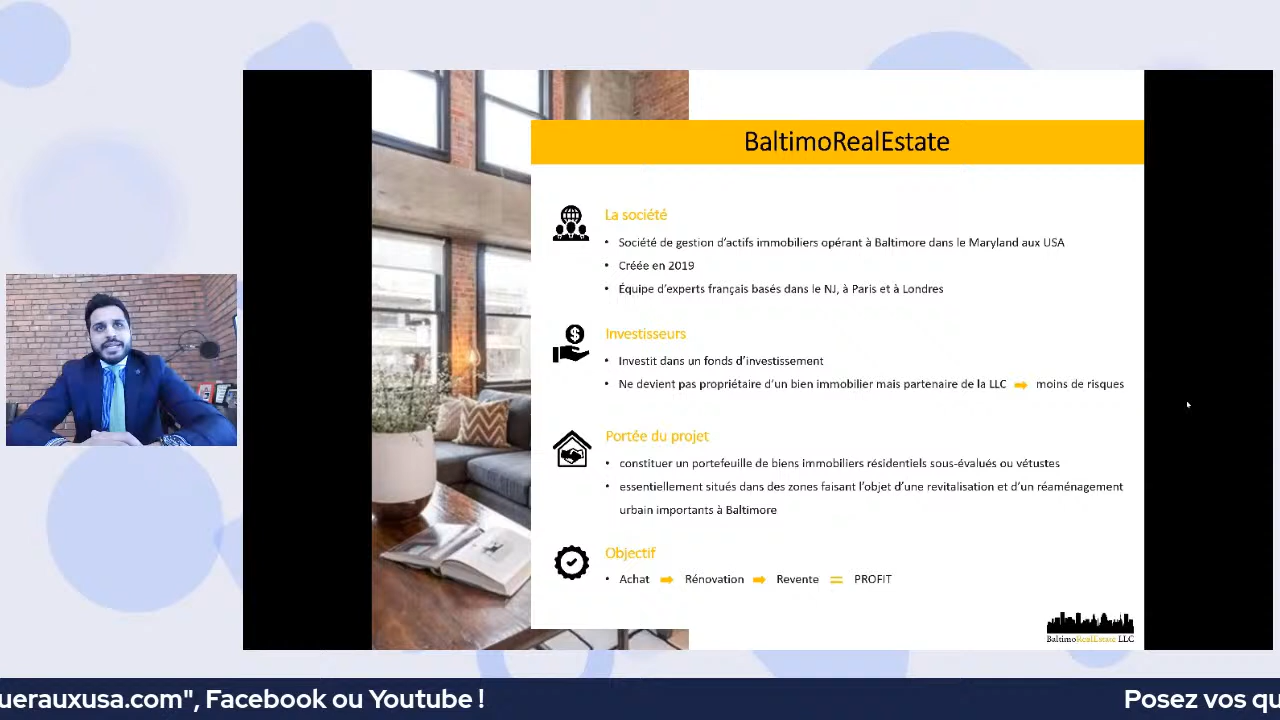 BaltimoRealEstate
La société
• Société de gestion d'actifs immobiliers opérant à Baltimore dans le Maryland aux USA
• Créée en 2019
• Équipe d'experts français basés dans le NJ, à Paris et à Londres
Investisseurs
• Investit dans un fonds d'investissement
• Ne devient pas propriétaire d'un bien immobilier mais partenaire de la LLC ➡ moins de risques
Portée du projet
• constituer un portefeuille de biens immobiliers résidentiels sous-évalués ou vétustes
• essentiellement situés dans des zones faisant l'objet d'une revitalisation et d'un réaménagement
urbain importants à Baltimore
Objectif
• Achat ➡ Rénovation ➡ Revente = PROFIT
BaltimoRealEstate LLC
uerauxusa.com", Facebook ou Youtube ! Posez vos qu